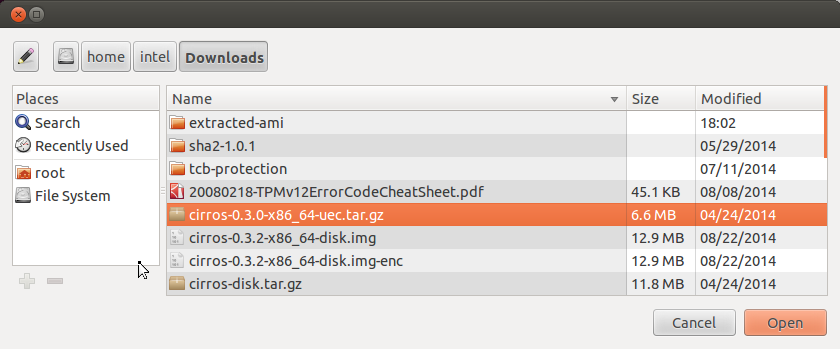 home intel Downloads
Places
Search
Recently Used
root
File System
Name Size Modified
extracted-ami 18:02
sha2-1.0.1 05/29/2014
tcb-protection 07/11/2014
20080218-TPMv12ErrorCodeCheatSheet.pdf 45.1 KB 08/08/2014
cirros-0.3.0-x86_64-uec.tar.gz 6.6 MB 04/24/2014
cirros-0.3.2-x86_64-disk.img 12.9 MB 08/22/2014
cirros-0.3.2-x86_64-disk.img-enc 12.9 MB 08/22/2014
cirros-disk.tar.gz 11.8 MB 04/24/2014
Cancel Open